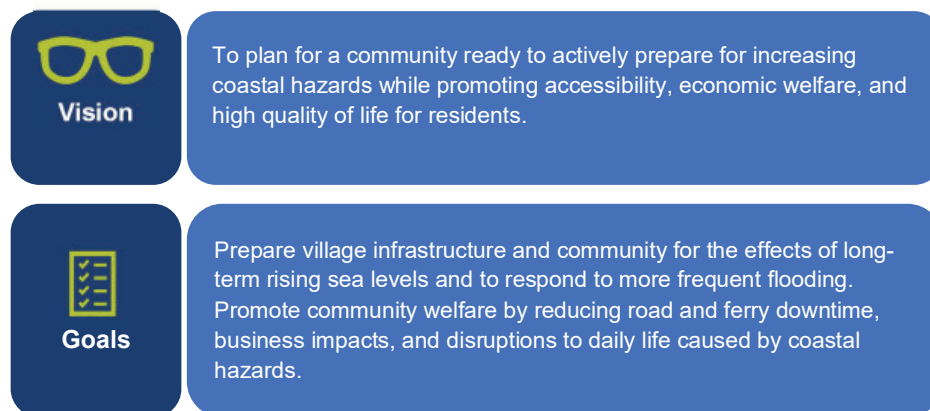 Vision
To plan for a community ready to actively prepare for increasing
coastal hazards while promoting accessibility, economic welfare, and
high quality of life for residents.
Goals
Prepare village infrastructure and community for the effects of long-
term rising sea levels and to respond to more frequent flooding.
Promote community welfare by reducing road and ferry downtime,
business impacts, and disruptions to daily life caused by coastal
hazards.